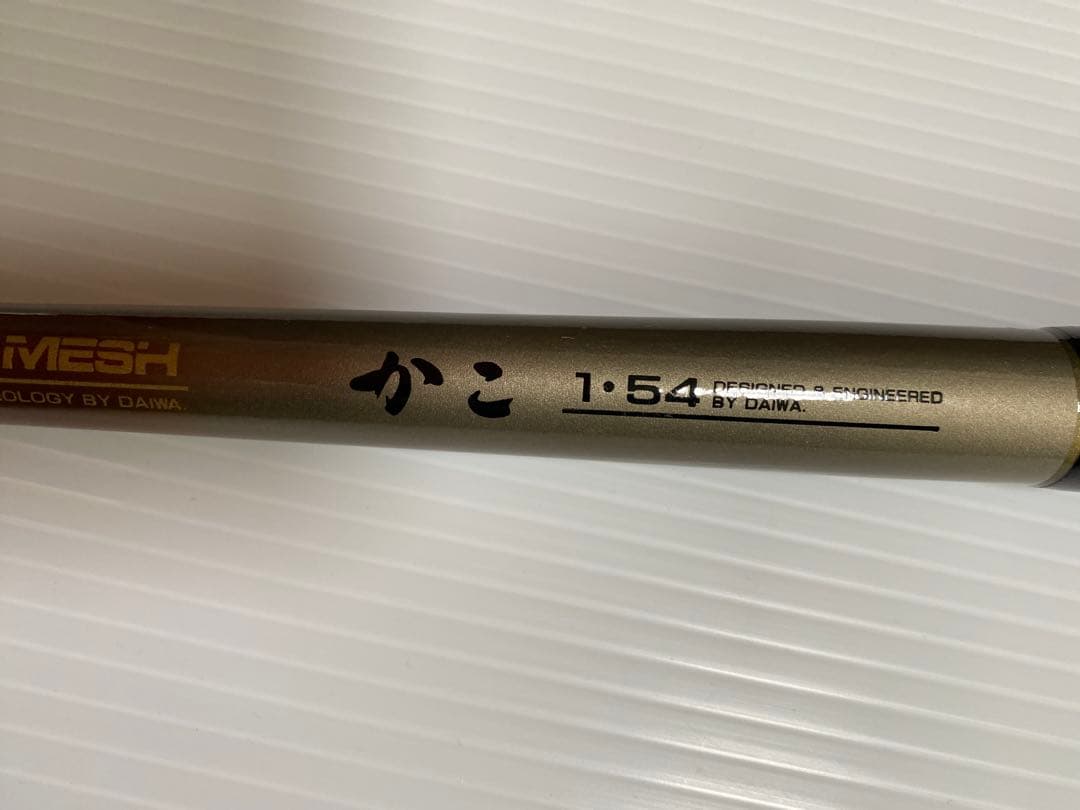 MESH
OLOGY BY DAIWA.
かこ
1・54
DESIGNED & ENGINEERED
BY DAIWA.